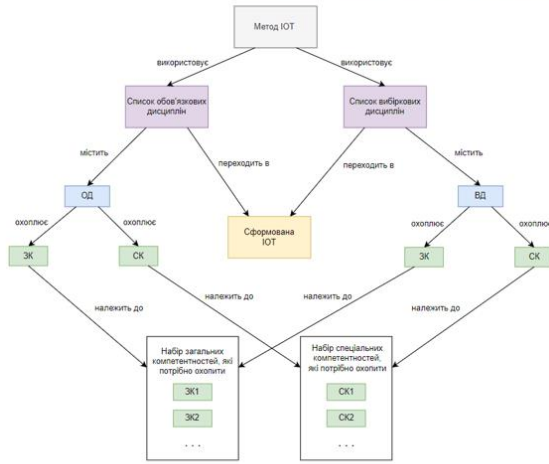 Метод ІОТ
використовує
використовує
Список обов'язкових
дисциплін
Список вибіркових
дисциплін
містить
переходить в
переходить в
містить
ОД
ВД
охоплює
охоплює
Сформована
ІОТ
охоплює
охоплює
ЗК
СК
ЗК
СК
належить до
належить до
належить до
належить до
Набір загальних
компетентностей, які
потрібно охопити
ЗК1
ЗК2
. . .
Набір спеціальних
компетентностей,
які потрібно охопити
СК1
СК2
. . .